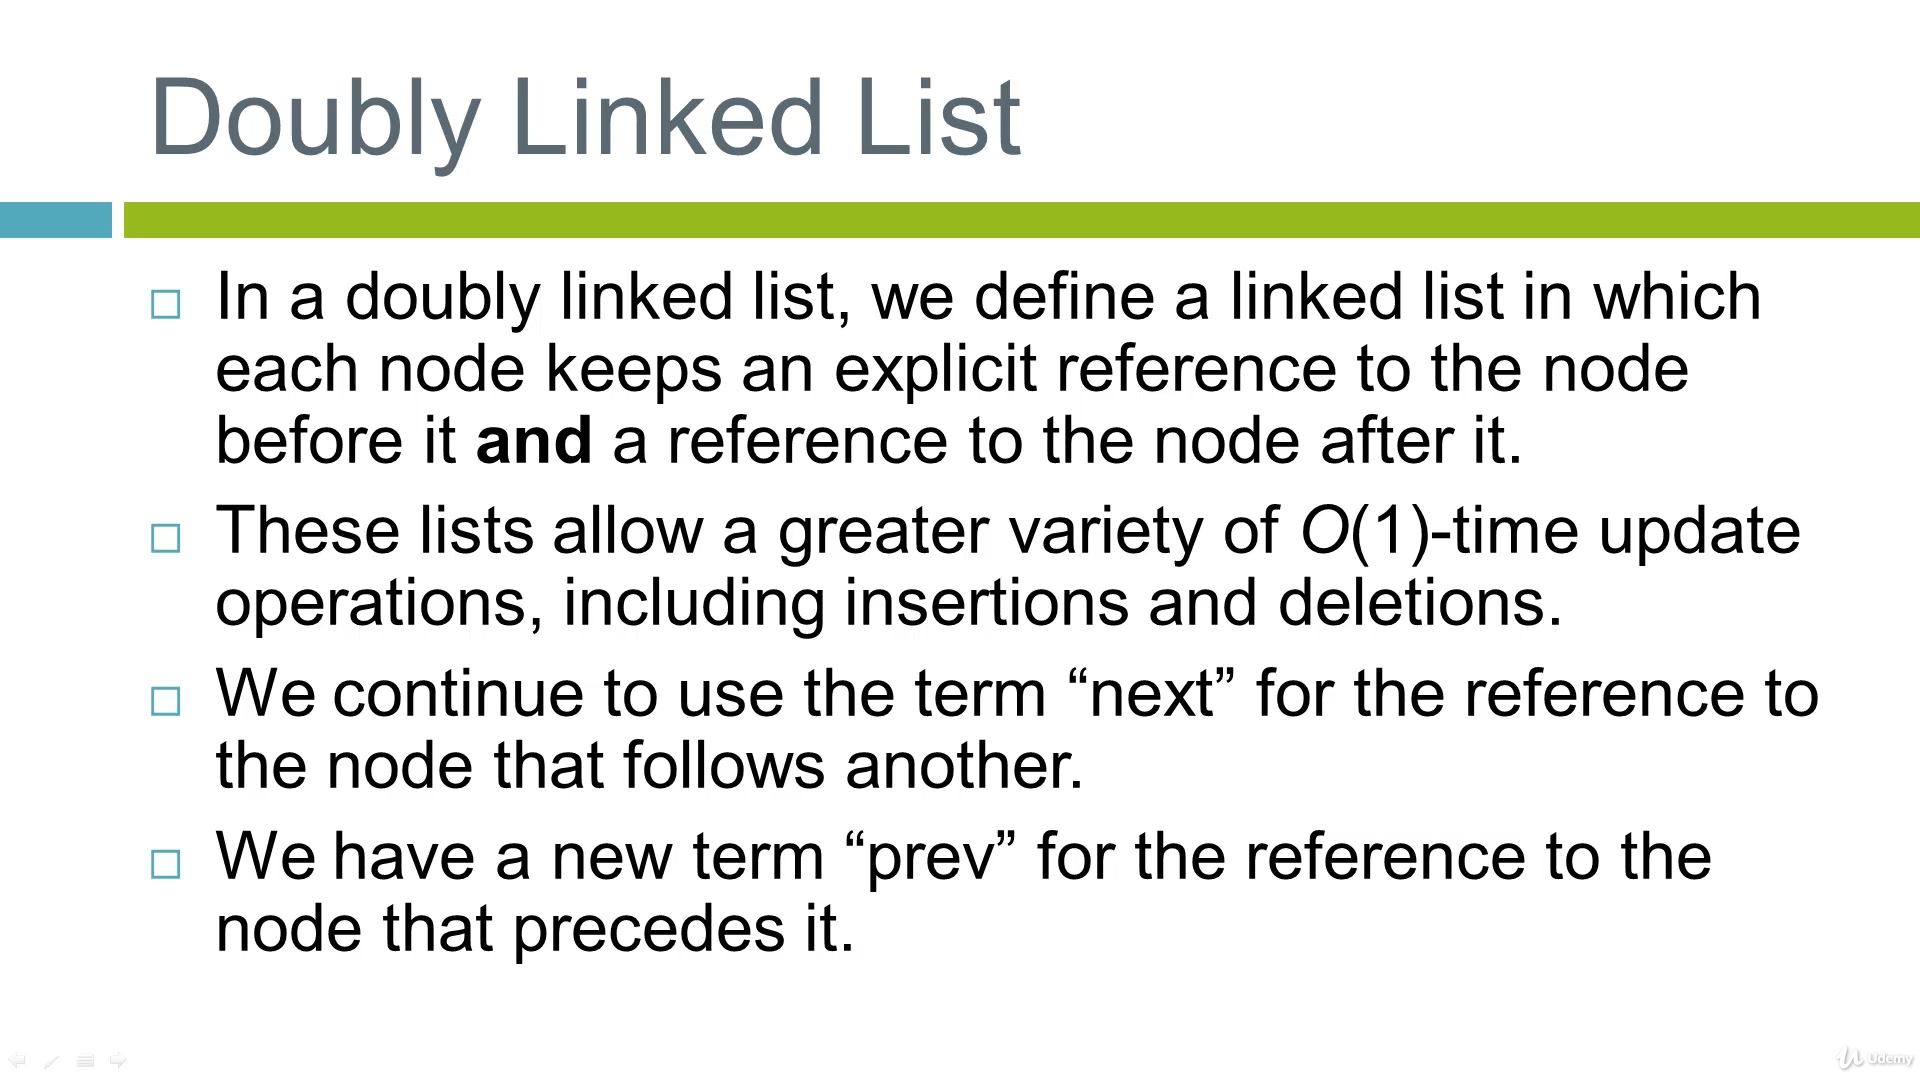 Doubly Linked List
In a doubly linked list, we define a linked list in which
each node keeps an explicit reference to the node
before it and a reference to the node after it.
These lists allow a greater variety of O(1)-time update
operations, including insertions and deletions.
We continue to use the term “next” for the reference to
the node that follows another.
We have a new term “prev” for the reference to the
node that precedes it.
Udemy